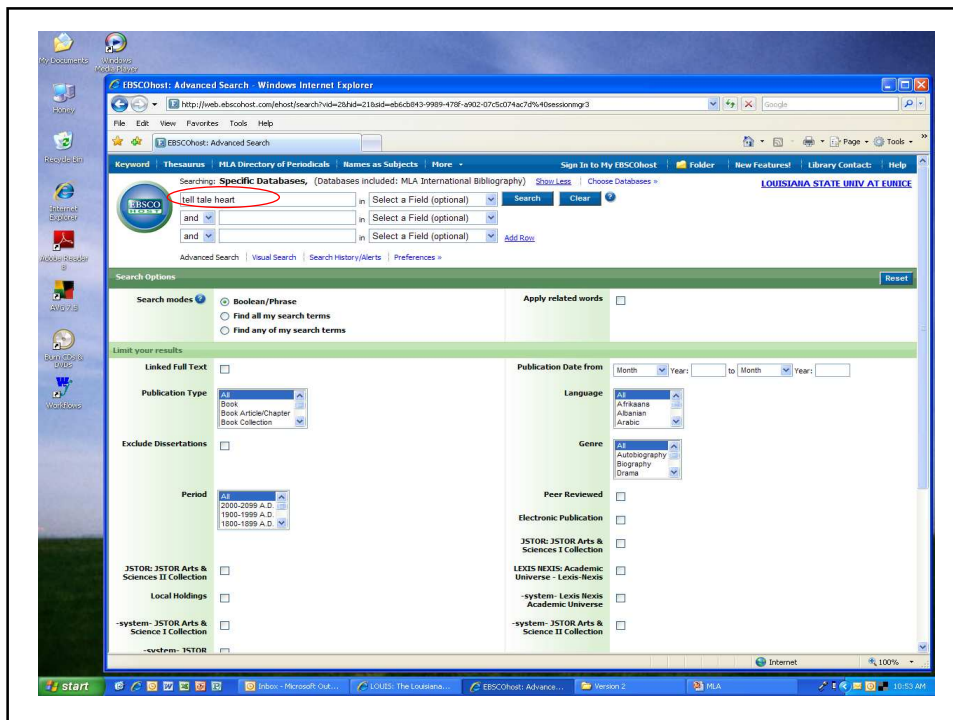 My Documents
Windows
Media Player
Honey
Recycle Bin
Internet
Explorer
Adobe Reader
8
AVG 7.5
Burn CDs &
DVDs
Workflows
EBSCOhost: Advanced Search - Windows Internet Explorer
http://web.ebscohost.com/ehost/search?vid=2&hid=21&sid=eb6cb843-9989-478f-a902-07c5c074ac7d%40sessionmgr3
Google
File Edit View Favorites Tools Help
EBSCOhost: Advanced Search
Page Tools
Keyword Thesaurus MLA Directory of Periodicals Names as Subjects More
Sign In to My EBSCOhost Folder New Features! Library Contact: Help
Searching: Specific Databases, (Databases included: MLA International Bibliography) Show Less Choose Databases »
LOUISIANA STATE UNIV AT EUNICE
EBSCO
HOST
tell tale heart in Select a Field (optional) Search Clear
and in Select a Field (optional)
and in Select a Field (optional) Add Row
Advanced Search Visual Search Search History/Alerts Preferences »
Search Options Reset
Search modes Boolean/Phrase
Find all my search terms
Find any of my search terms
Apply related words
Limit your results
Linked Full Text
Publication Date from Month Year: to Month Year:
Publication Type All
Book
Book Article/Chapter
Book Collection
Language All
Afrikaans
Albanian
Arabic
Exclude Dissertations
Genre All
Autobiography
Biography
Drama
Period All
2000-2099 A.D.
1900-1999 A.D.
1800-1899 A.D.
Peer Reviewed
Electronic Publication
JSTOR: JSTOR Arts &
Sciences I Collection
JSTOR: JSTOR Arts &
Sciences II Collection
LEXIS NEXIS: Academic
Universe - Lexis-Nexis
Local Holdings
-system- Lexis Nexis
Academic Universe
-system- JSTOR Arts &
Science I Collection
-system- JSTOR Arts &
Science II Collection
-system- JSTOR
Internet 100%
start
Inbox - Microsoft Out...
LOUIS: The Louisiana...
EBSCOhost: Advance...
Version 2
MLA
10:53 AM